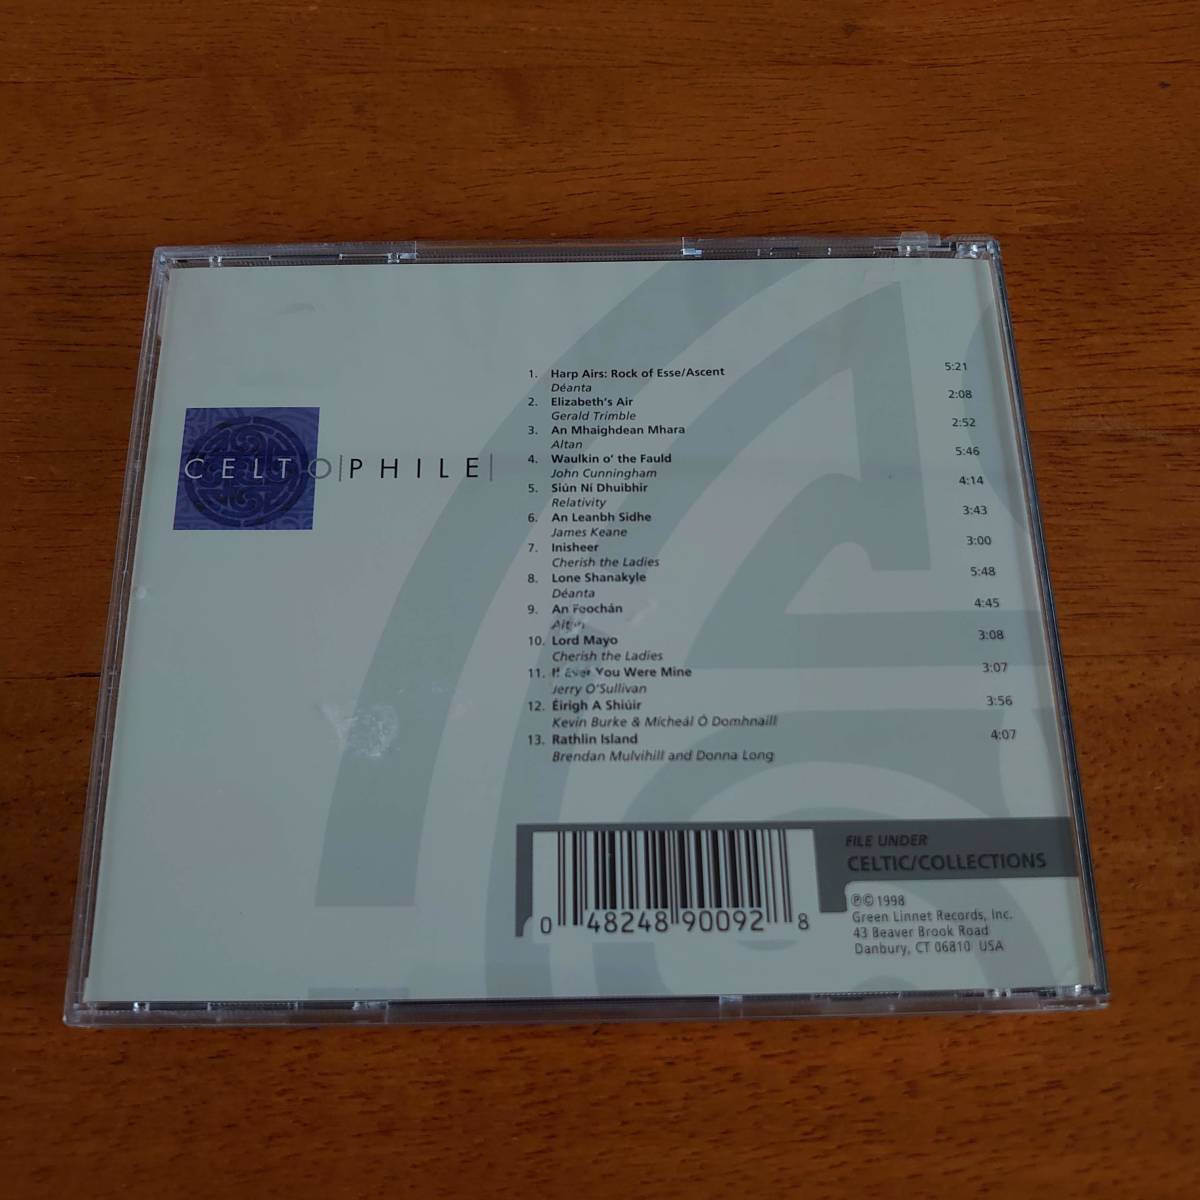 CELTO|PHILE|
1. Harp Airs: Rock of Esse/Ascent 5:21
Déanta
2. Elizabeth's Air 2:08
Gerald Trimble
3. An Mhaighdean Mhara 2:52
Altan
4. Waulkin o' the Fauld 5:46
John Cunningham
5. Siún Ní Dhuibhir 4:14
Relativity
6. An Leanbh Sidhe 3:43
James Keane
7. Inisheer 3:00
Cherish the Ladies
8. Lone Shanakyle 5:48
Déanta
9. An Feochán 4:45
Altan
10. Lord Mayo 3:08
Cherish the Ladies
11. If Ever You Were Mine 3:07
Jerry O'Sullivan
12. Éirigh A Shiúir 3:56
Kevin Burke & Mícheál Ó Domhnaill
13. Rathlin Island 4:07
Brendan Mulvihill and Donna Long
FILE UNDER
CELTIC/COLLECTIONS
0 48248 90092 8
℗© 1998
Green Linnet Records, Inc.
43 Beaver Brook Road
Danbury, CT 06810 USA